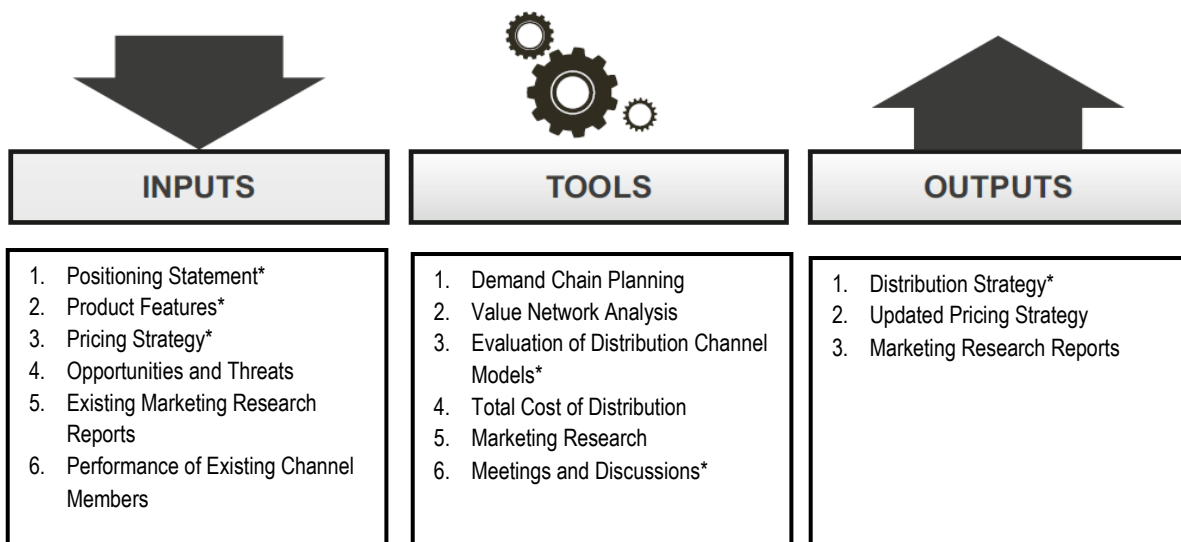 INPUTS
1. Positioning Statement*
2. Product Features*
3. Pricing Strategy*
4. Opportunities and Threats
5. Existing Marketing Research
Reports
6. Performance of Existing Channel
Members
TOOLS
1. Demand Chain Planning
2. Value Network Analysis
3. Evaluation of Distribution Channel
Models*
4. Total Cost of Distribution
5. Marketing Research
6. Meetings and Discussions*
OUTPUTS
1. Distribution Strategy*
2. Updated Pricing Strategy
3. Marketing Research Reports